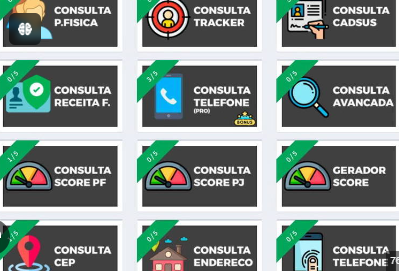 CONSULTA
P.FISICA
CONSULTA
TRACKER
CONSULTA
CADSUS
0/5
CONSULTA
RECEITA F.
3/5
CONSULTA
TELEFONE
(PRO)
BONUS
0/5
CONSULTA
AVANCADA
1/5
CONSULTA
SCORE PF
0/5
CONSULTA
SCORE PJ
0/5
GERADOR
SCORE
/5
CONSULTA
CEP
0/5
CONSULTA
ENDERECO
0/5
CONSULTA
TELEFONE
76